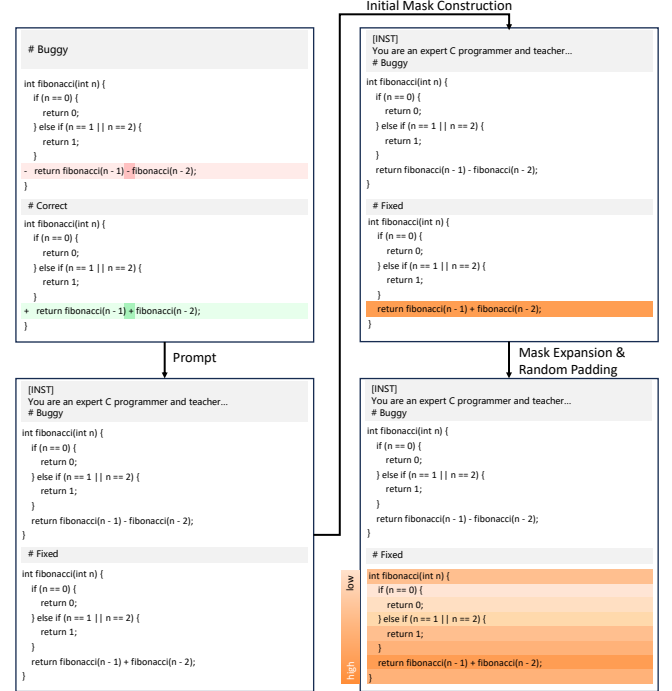 Initial Mask Construction
# Buggy
int fibonacci(int n) {
if (n == 0) {
return 0;
} else if (n == 1 || n == 2) {
return 1;
}
- return fibonacci(n - 1) - fibonacci(n - 2);
}
# Correct
int fibonacci(int n) {
if (n == 0) {
return 0;
} else if (n == 1 || n == 2) {
return 1;
}
+ return fibonacci(n - 1) + fibonacci(n - 2);
}
Prompt
[INST]
You are an expert C programmer and teacher...
# Buggy
int fibonacci(int n) {
if (n == 0) {
return 0;
} else if (n == 1 || n == 2) {
return 1;
}
return fibonacci(n - 1) - fibonacci(n - 2);
}
# Fixed
int fibonacci(int n) {
if (n == 0) {
return 0;
} else if (n == 1 || n == 2) {
return 1;
}
return fibonacci(n - 1) + fibonacci(n - 2);
}
[INST]
You are an expert C programmer and teacher...
# Buggy
int fibonacci(int n) {
if (n == 0) {
return 0;
} else if (n == 1 || n == 2) {
return 1;
}
return fibonacci(n - 1) - fibonacci(n - 2);
}
# Fixed
int fibonacci(int n) {
if (n == 0) {
return 0;
} else if (n == 1 || n == 2) {
return 1;
}
return fibonacci(n - 1) + fibonacci(n - 2);
}
Mask Expansion &
Random Padding
[INST]
You are an expert C programmer and teacher...
# Buggy
int fibonacci(int n) {
if (n == 0) {
return 0;
} else if (n == 1 || n == 2) {
return 1;
}
return fibonacci(n - 1) - fibonacci(n - 2);
}
# Fixed
int fibonacci(int n) {
if (n == 0) {
return 0;
} else if (n == 1 || n == 2) {
return 1;
}
return fibonacci(n - 1) + fibonacci(n - 2);
}
low
high